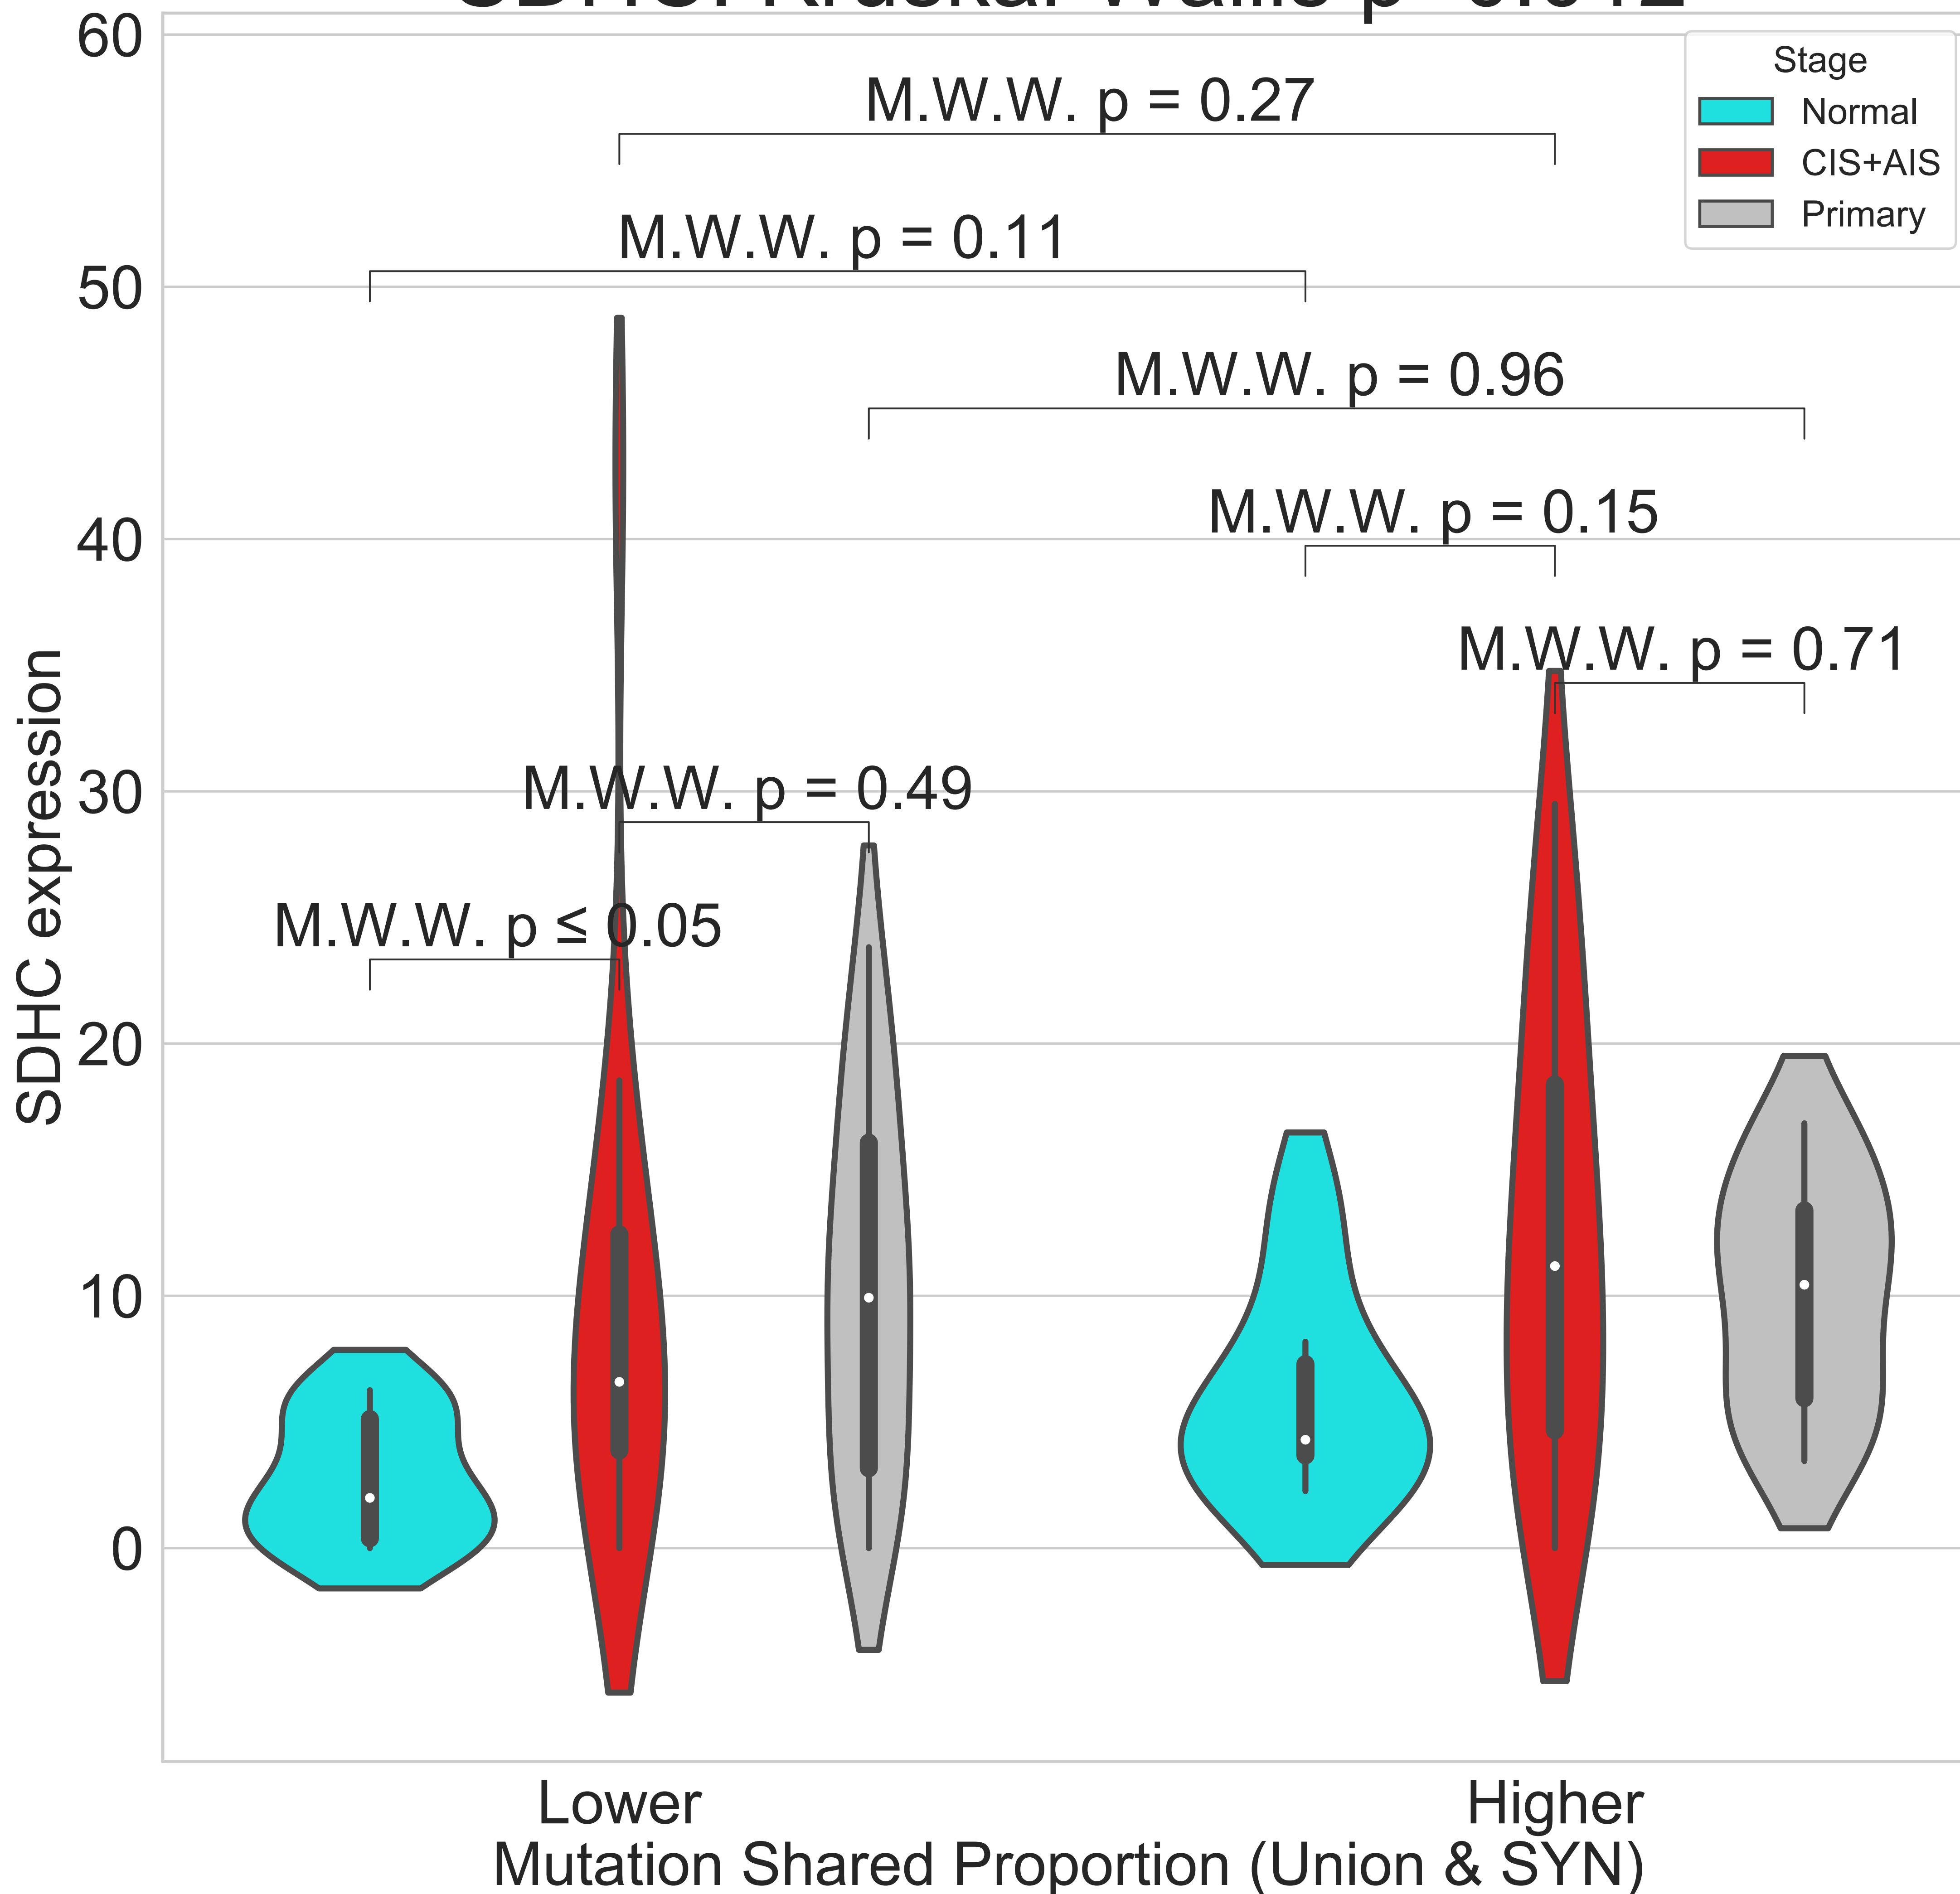 60
Stage
Normal
CIS+AIS
Primary
M.W.W. p = 0.27
M.W.W. p = 0.11
50
M.W.W. p = 0.96
M.W.W. p = 0.15
40
M.W.W. p = 0.71
M.W.W. p = 0.49
30
M.W.W. p ≤ 0.05
20
SDHC expression
10
0
Lower
Higher
Mutation Shared Proportion (Union & SYN)